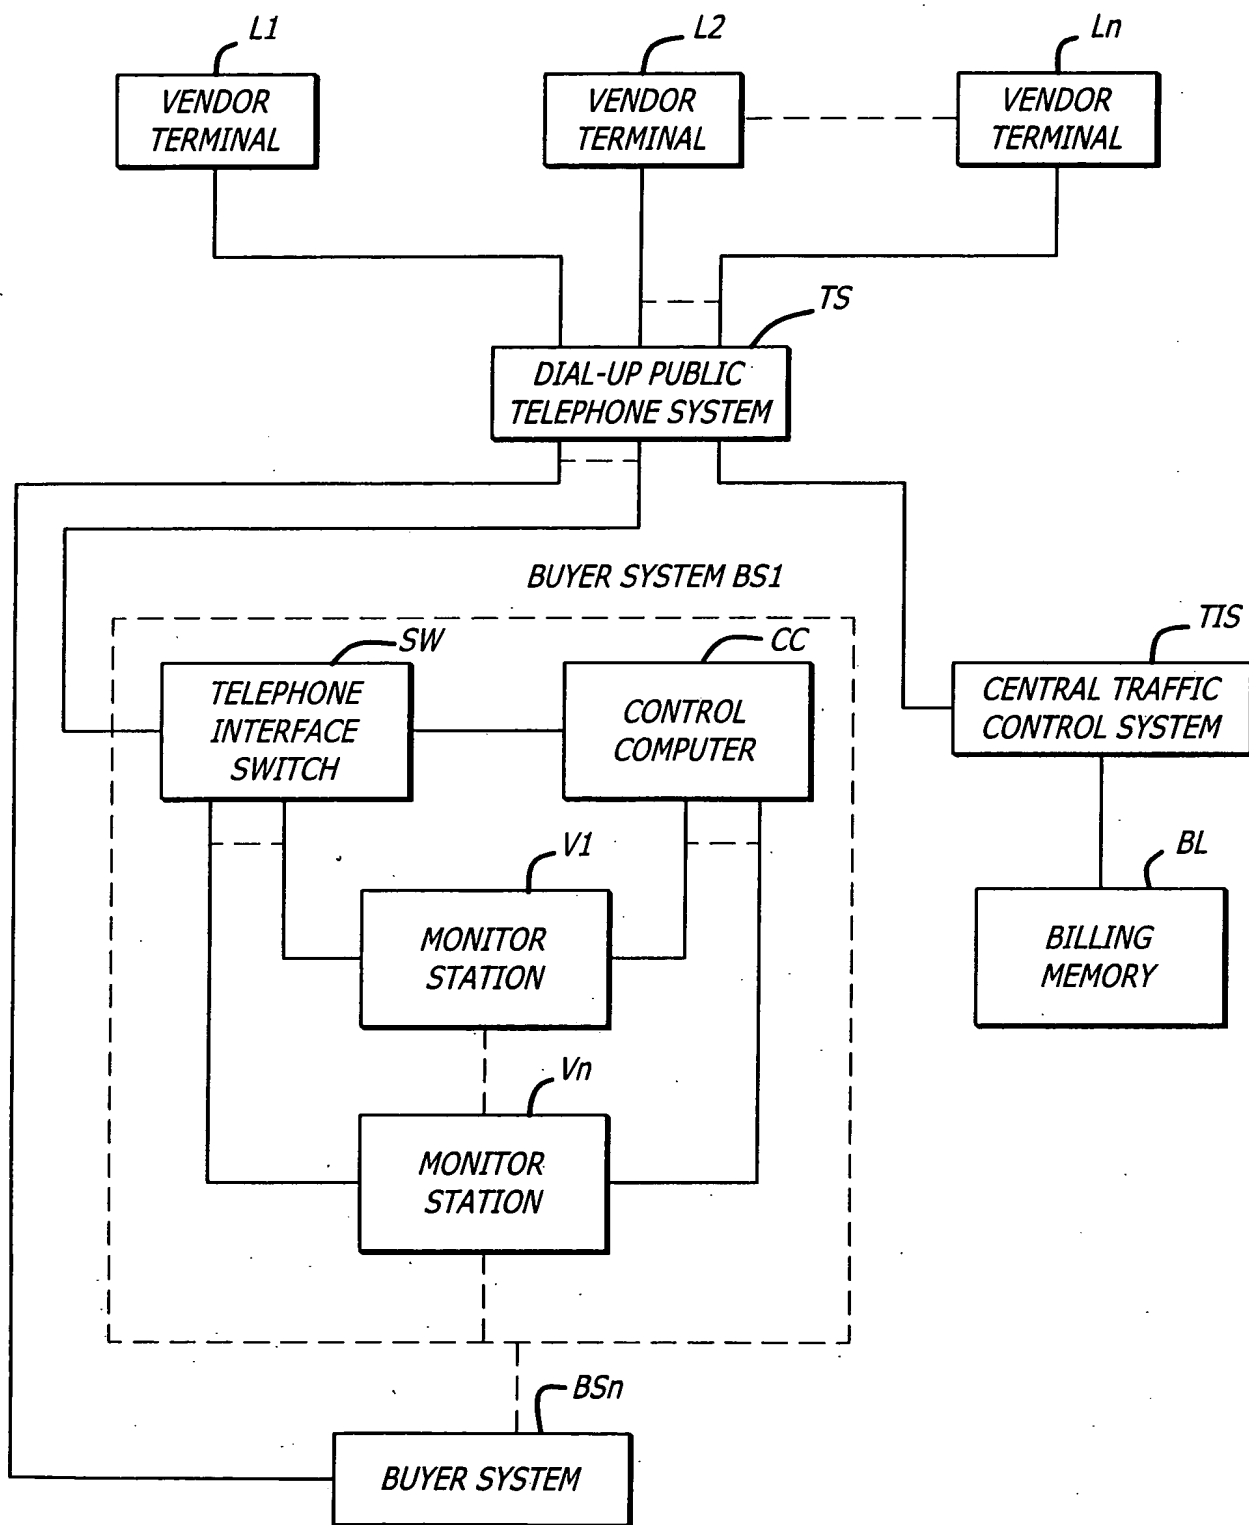 L1
L2
Ln
VENDOR
TERMINAL
VENDOR
TERMINAL
VENDOR
TERMINAL
TS
DIAL-UP PUBLIC
TELEPHONE SYSTEM
BUYER SYSTEM BS1
SW
CC
TIS
TELEPHONE
INTERFACE
SWITCH
CONTROL
COMPUTER
CENTRAL TRAFFIC
CONTROL SYSTEM
V1
BL
MONITOR
STATION
BILLING
MEMORY
Vn
MONITOR
STATION
BSn
BUYER SYSTEM